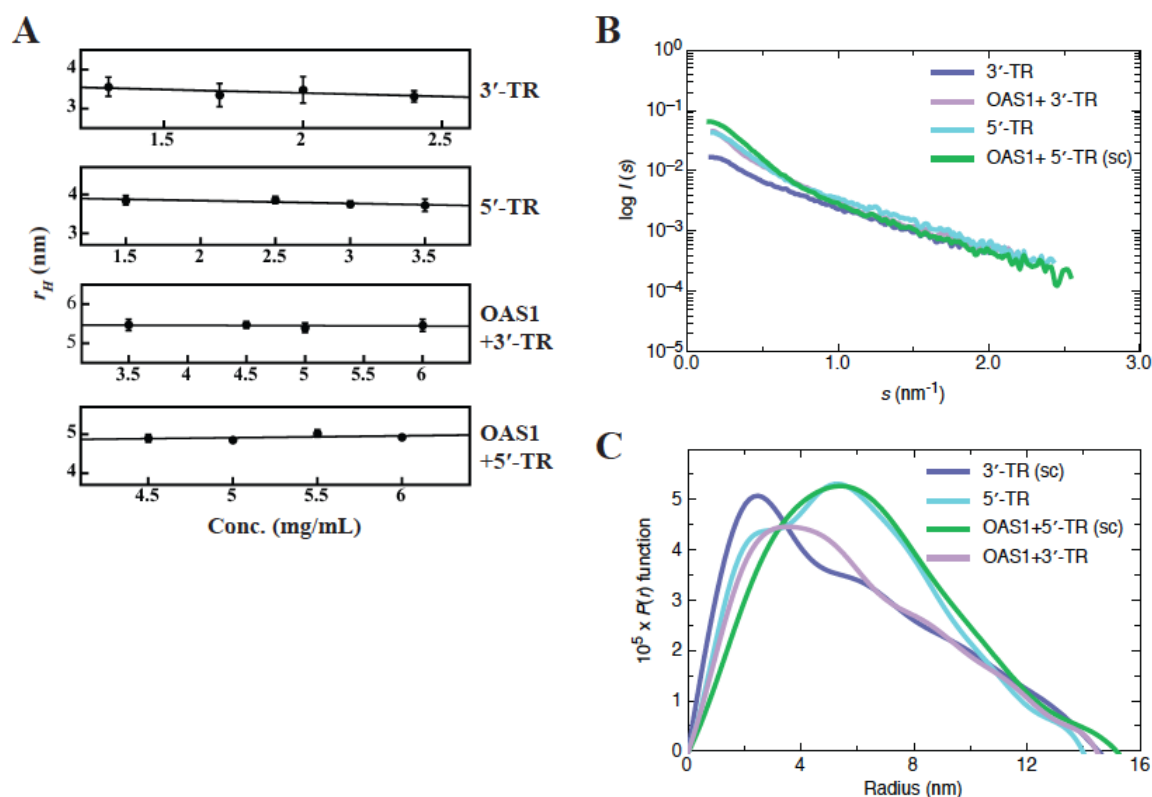 A
4
3
1.5 2 2.5
3′-TR
4
3
1.5 2 2.5 3 3.5
5′-TR
6
5
3.5 4 4.5 5 5.5 6
OAS1
+3′-TR
5
4
4.5 5 5.5 6
OAS1
+5′-TR
r_H (nm)
Conc. (mg/mL)
B
10⁰
10⁻¹
10⁻²
10⁻³
10⁻⁴
10⁻⁵
log I (s)
3′-TR
OAS1+ 3′-TR
5′-TR
OAS1+ 5′-TR (sc)
0.0 1.0 2.0 3.0
s (nm⁻¹)
C
5
4
3
2
1
0
10⁵ x P(r) function
3′-TR (sc)
5′-TR
OAS1+5′-TR (sc)
OAS1+3′-TR
0 4 8 12 16
Radius (nm)